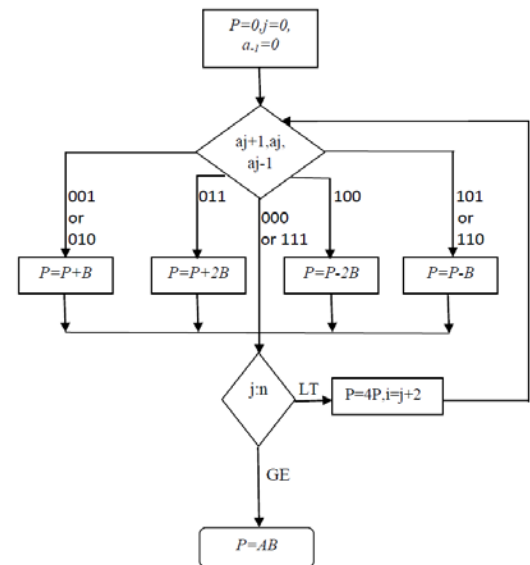 P=0,j=0,
a-1=0
aj+1,aj,
aj-1
001
or
010
011
000
or 111
100
101
or
110
P=P+B
P=P+2B
P=P-2B
P=P-B
j:n
LT
P=4P,i=j+2
GE
P=AB